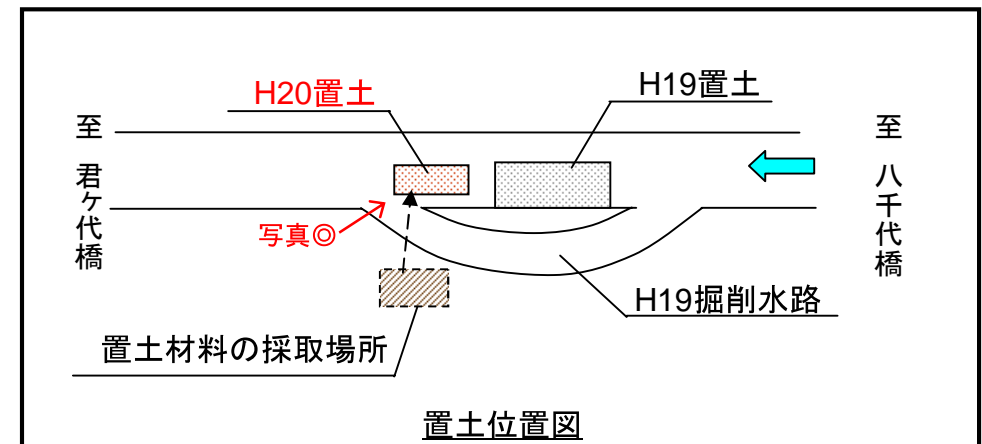 H20置土
H19置土
至 君ヶ代橋
至 八千代橋
写真◎
H19掘削水路
置土材料の採取場所
置土位置図